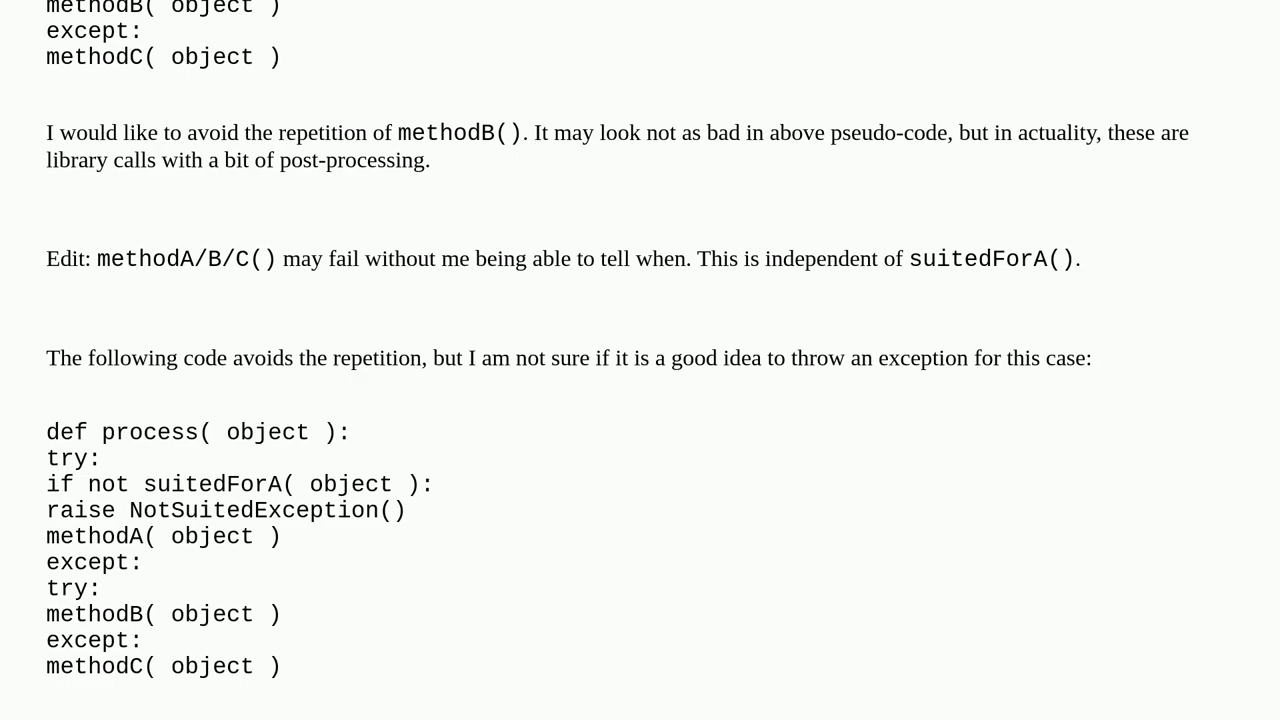 methodB( object )
except:
methodC( object )
I would like to avoid the repetition of methodB(). It may look not as bad in above pseudo-code, but in actuality, these are
library calls with a bit of post-processing.
Edit: methodA/B/C() may fail without me being able to tell when. This is independent of suitedForA().
The following code avoids the repetition, but I am not sure if it is a good idea to throw an exception for this case:
def process( object ):
try:
if not suitedForA( object ):
raise NotSuitedException()
methodA( object )
except:
try:
methodB( object )
except:
methodC( object )